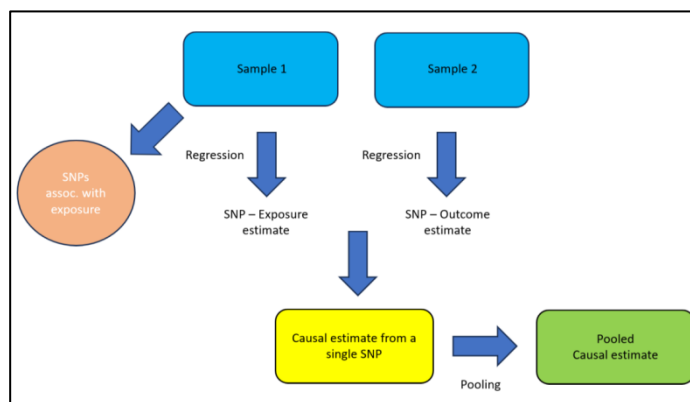 Sample 1
Sample 2
Regression
Regression
SNPs
assoc. with
exposure
SNP – Exposure
estimate
SNP – Outcome
estimate
Causal estimate from a
single SNP
Pooling
Pooled
Causal estimate